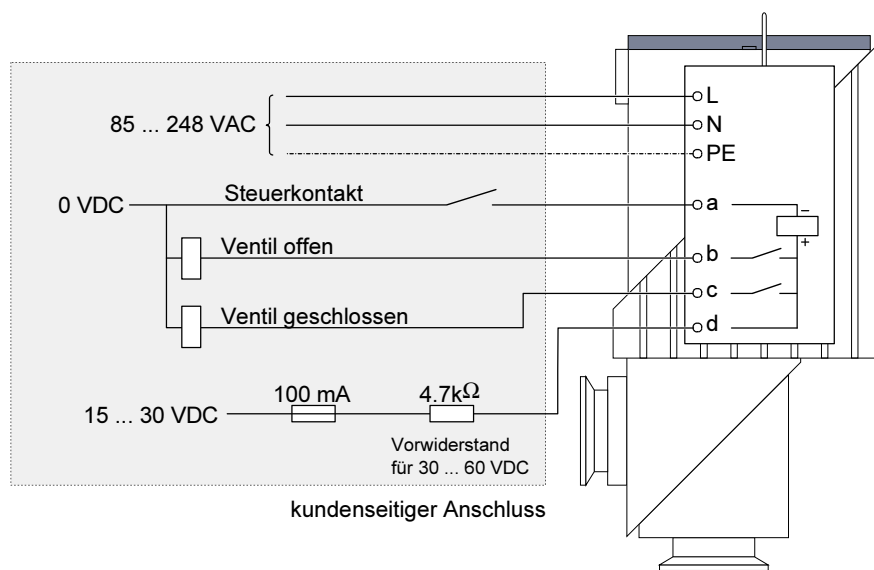 85 ... 248 VAC
L
N
PE
0 VDC
Steuerkontakt
a
−
+
Ventil offen
b
Ventil geschlossen
c
d
15 ... 30 VDC
100 mA
4.7kΩ
Vorwiderstand
für 30 ... 60 VDC
kundenseitiger Anschluss